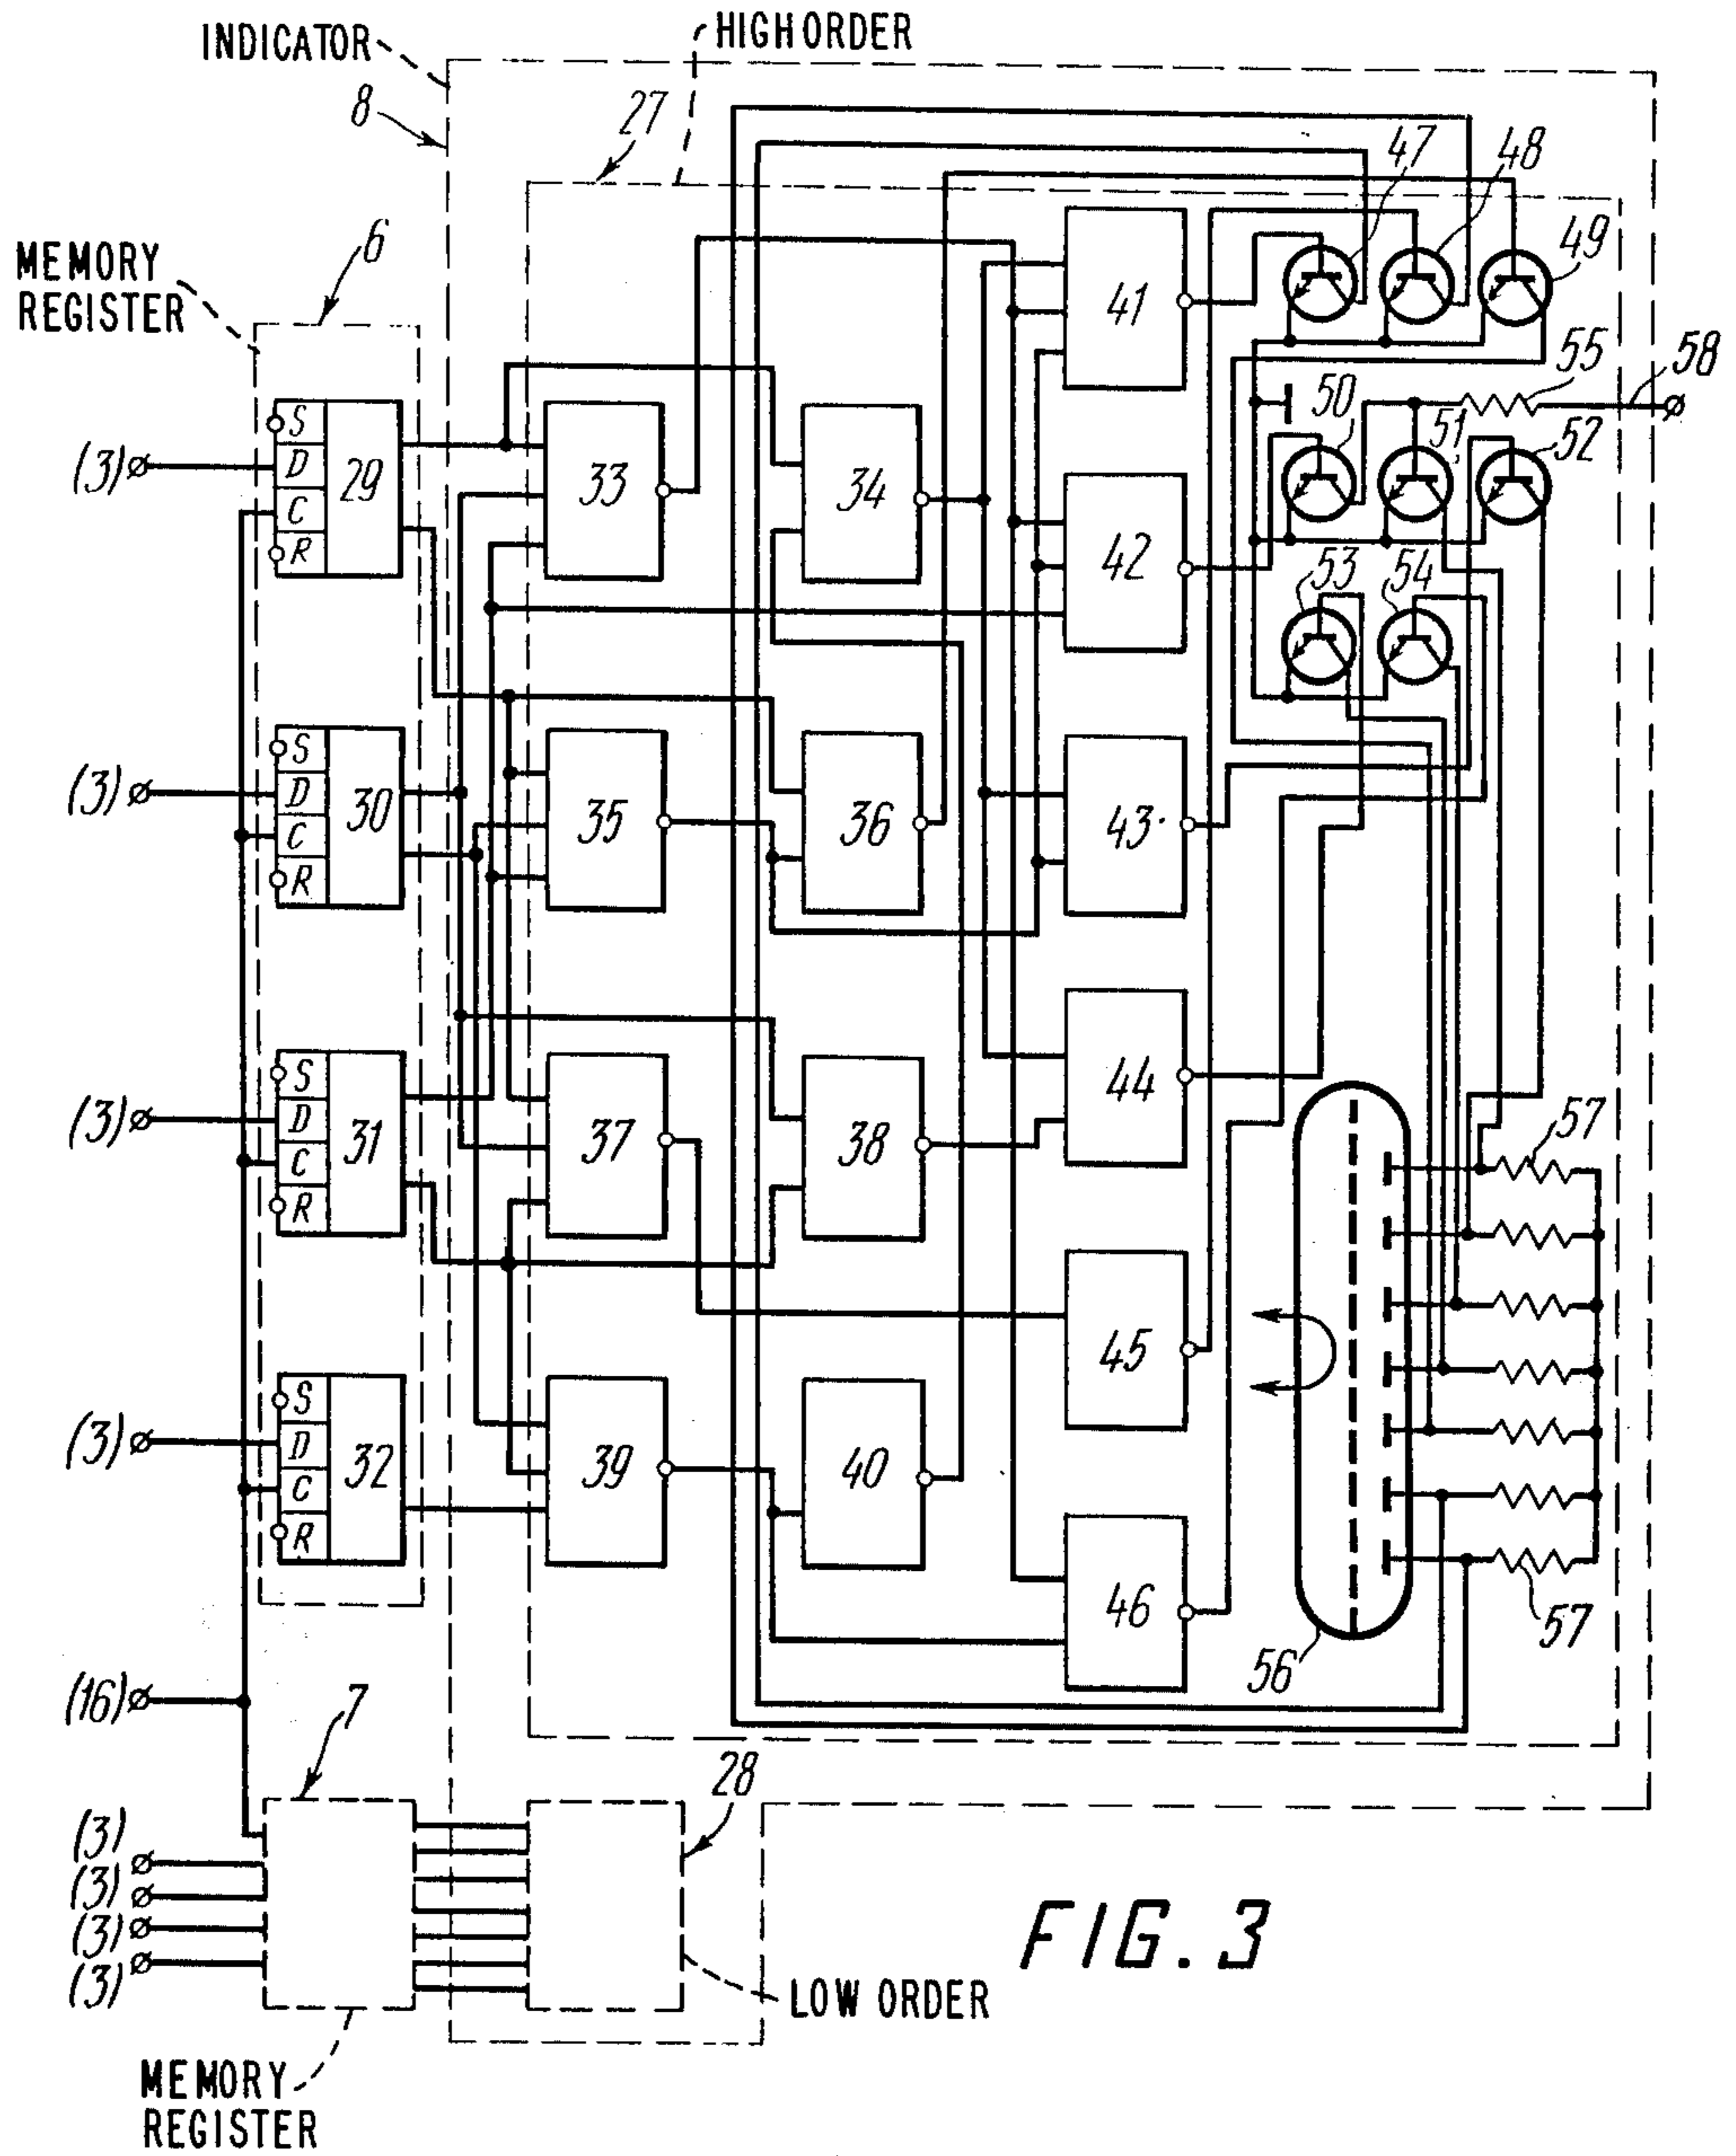 INDICATOR
HIGH ORDER
8
27
47
48
49
MEMORY
REGISTER
6
41
55
58
50
51
52
(3)
S
D
C
R
29
33
34
42
53
54
(3)
S
D
C
R
30
35
36
43
(3)
S
D
C
R
31
37
38
44
57
(3)
S
D
C
R
32
39
40
45
46
56
57
(16)
7
28
(3)
(3)
(3)
(3)
FIG. 3
LOW ORDER
MEMORY
REGISTER